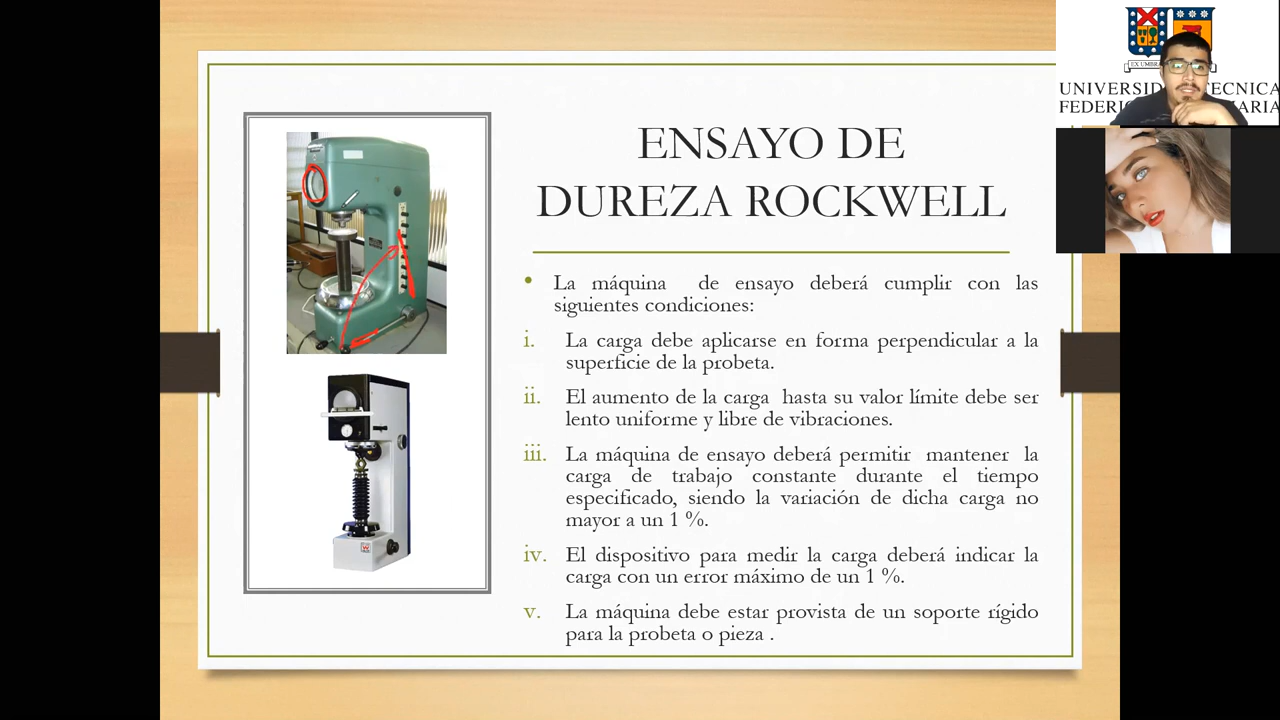 ENSAYO DE
DUREZA ROCKWELL
• La máquina de ensayo deberá cumplir con las
siguientes condiciones:
i. La carga debe aplicarse en forma perpendicular a la
superficie de la probeta.
ii. El aumento de la carga hasta su valor límite debe ser
lento uniforme y libre de vibraciones.
iii. La máquina de ensayo deberá permitir mantener la
carga de trabajo constante durante el tiempo
especificado, siendo la variación de dicha carga no
mayor a un 1 %.
iv. El dispositivo para medir la carga deberá indicar la
carga con un error máximo de un 1 %.
v. La máquina debe estar provista de un soporte rígido
para la probeta o pieza .
EX UMBRA
UNIVERSID TECNICA
FEDERIC ARIA